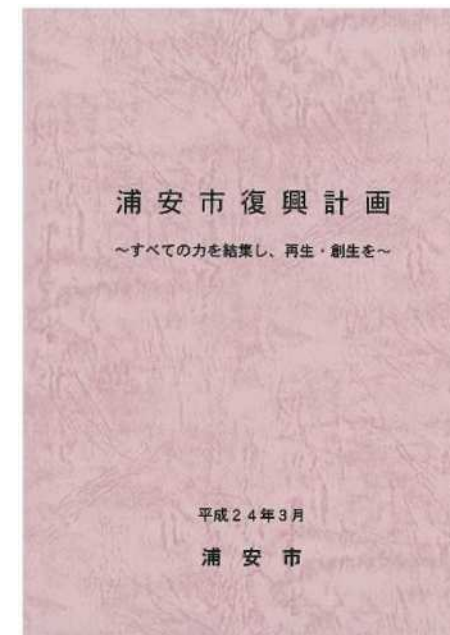 浦安市復興計画
～すべての力を結集し、再生・創生を～
平成２４年３月
浦安市